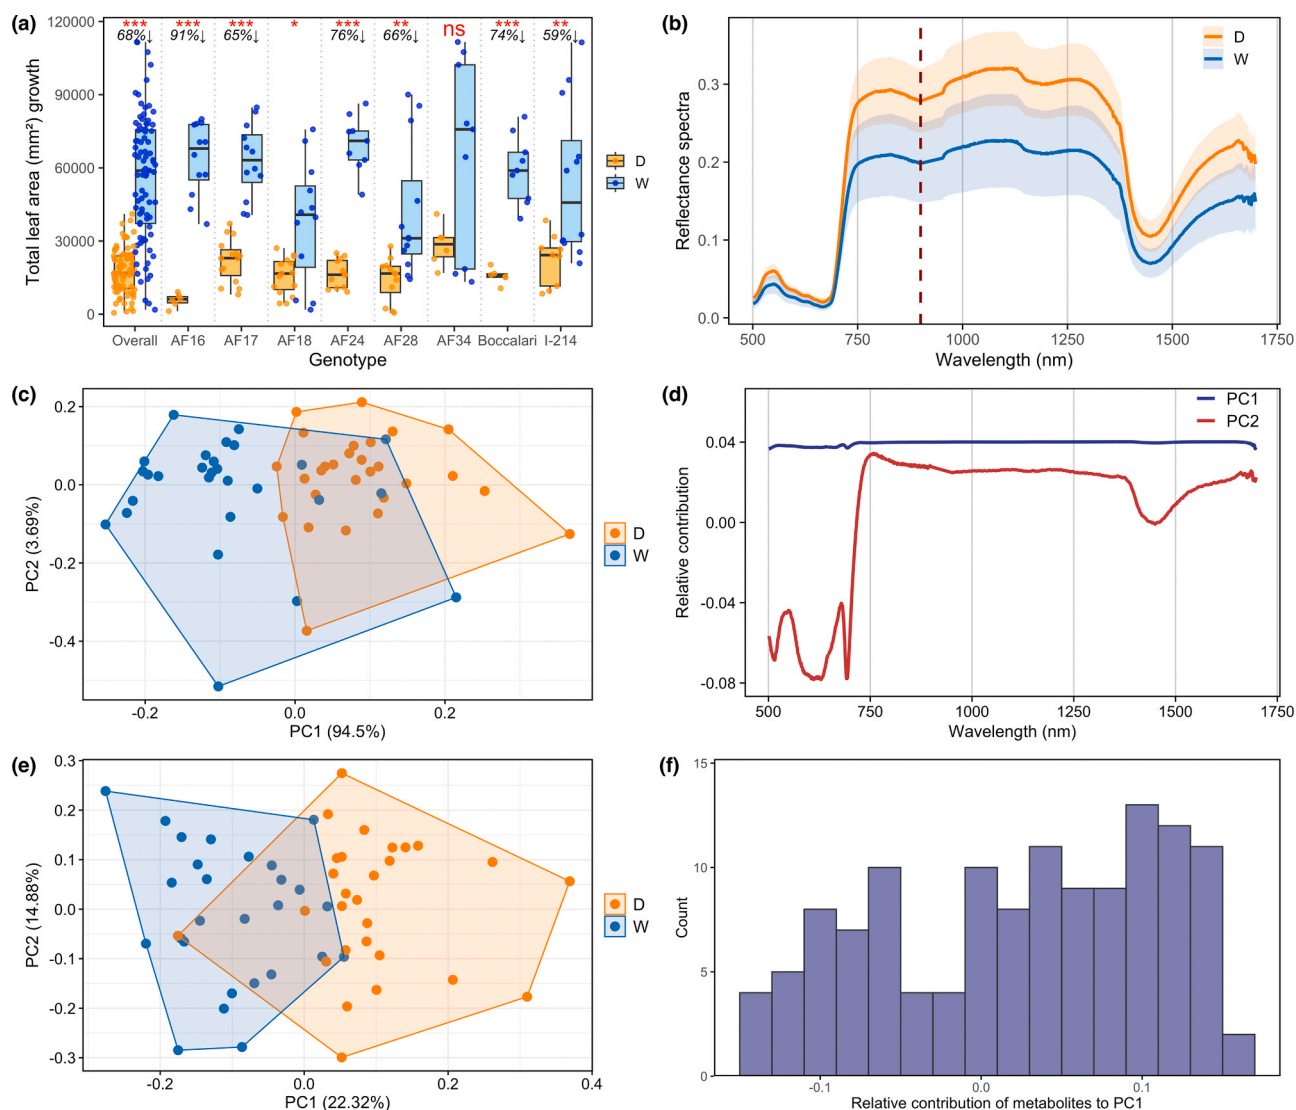 (a)
120000
90000
60000
30000
0
Total leaf area (mm²) growth
*** *** *** * *** ** ns *** **
68%↓ 91%↓ 65%↓ 76%↓ 66%↓ 74%↓ 59%↓
Overall AF16 AF17 AF18 AF24 AF28 AF34 Boccalari I-214
Genotype
D
W
(b)
0.3
0.2
0.1
0.0
Reflectance spectra
D
W
500 750 1000 1250 1500 1750
Wavelength (nm)
(c)
0.2
0.0
-0.2
-0.4
PC2 (3.69%)
-0.2 0.0 0.2
PC1 (94.5%)
D
W
(d)
0.04
0.00
-0.04
-0.08
Relative contribution
PC1
PC2
500 750 1000 1250 1500 1750
Wavelength (nm)
(e)
0.3
0.2
0.1
0.0
-0.1
-0.2
-0.3
PC2 (14.88%)
-0.2 0.0 0.2 0.4
PC1 (22.32%)
D
W
(f)
15
10
5
0
Count
-0.1 0.0 0.1
Relative contribution of metabolites to PC1